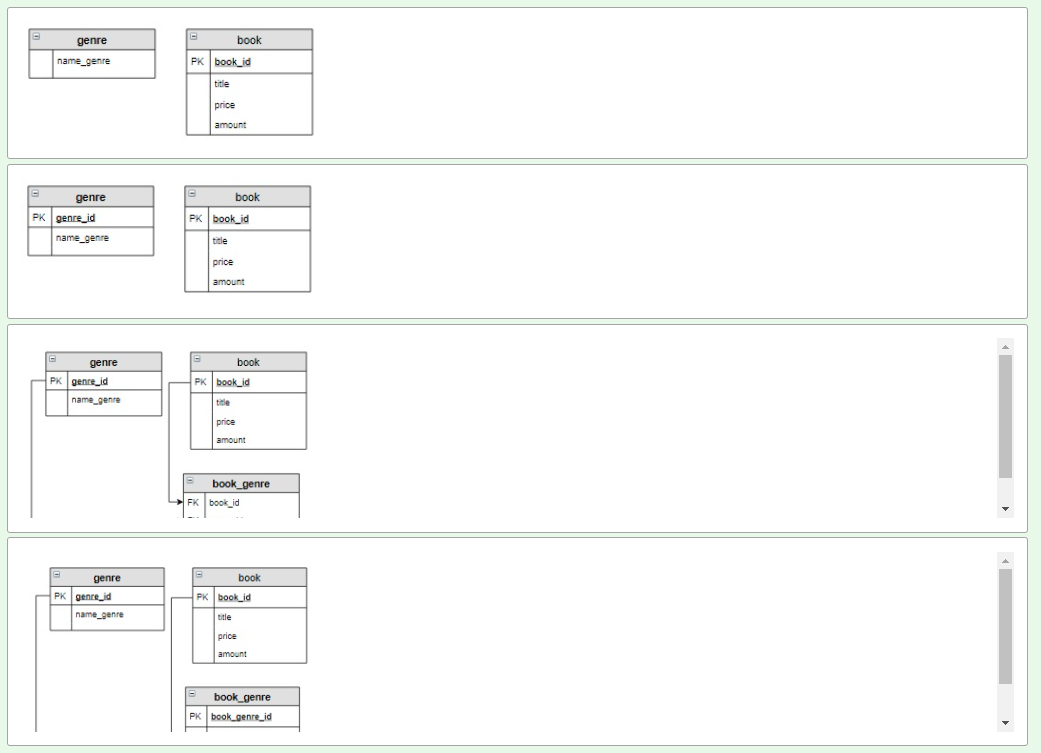 genre
name_genre
book
PK book_id
title
price
amount
genre
PK genre_id
name_genre
book
PK book_id
title
price
amount
genre
PK genre_id
name_genre
book
PK book_id
title
price
amount
book_genre
FK book_id
genre
PK genre_id
name_genre
book
PK book_id
title
price
amount
book_genre
PK book_genre_id